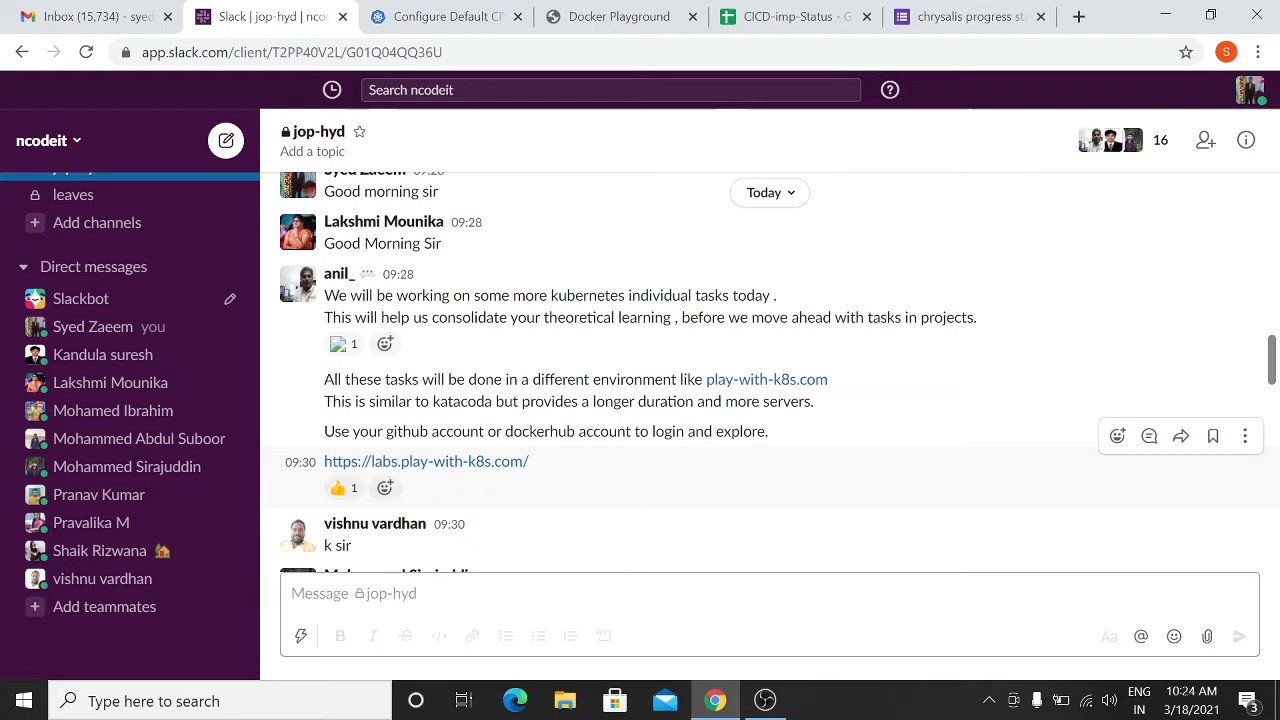 Inbox (15,734) - syed
Slack | jop-hyd | nco
Configure Default CP
Docker Playground
CICD-imp-Status - G
chrysalis progress st
app.slack.com/client/T2PP40V2L/G01Q04QQ36U
S
Search ncodeit
ncodeit
leaves
Add channels
Direct messages
Slackbot
Syed Zaeem you
Kandula suresh
Lakshmi Mounika
Mohamed Ibrahim
Mohammed Abdul Suboor
Mohammed Sirajuddin
Pranav Kumar
Pravalika M
Shaik Rizwana
vishnu vardhan
Add teammates
jop-hyd
Add a topic
16
Syed Zaeem 09:28
Good morning sir
Today
Lakshmi Mounika 09:28
Good Morning Sir
anil_ 09:28
We will be working on some more kubernetes individual tasks today .
This will help us consolidate your theoretical learning , before we move ahead with tasks in projects.
1
All these tasks will be done in a different environment like play-with-k8s.com
This is similar to katacoda but provides a longer duration and more servers.
Use your github account or dockerhub account to login and explore.
09:30 https://labs.play-with-k8s.com/
1
vishnu vardhan 09:30
k sir
Message jop-hyd
Aa
Type here to search
ENG
IN
10:24 AM
3/18/2021
3